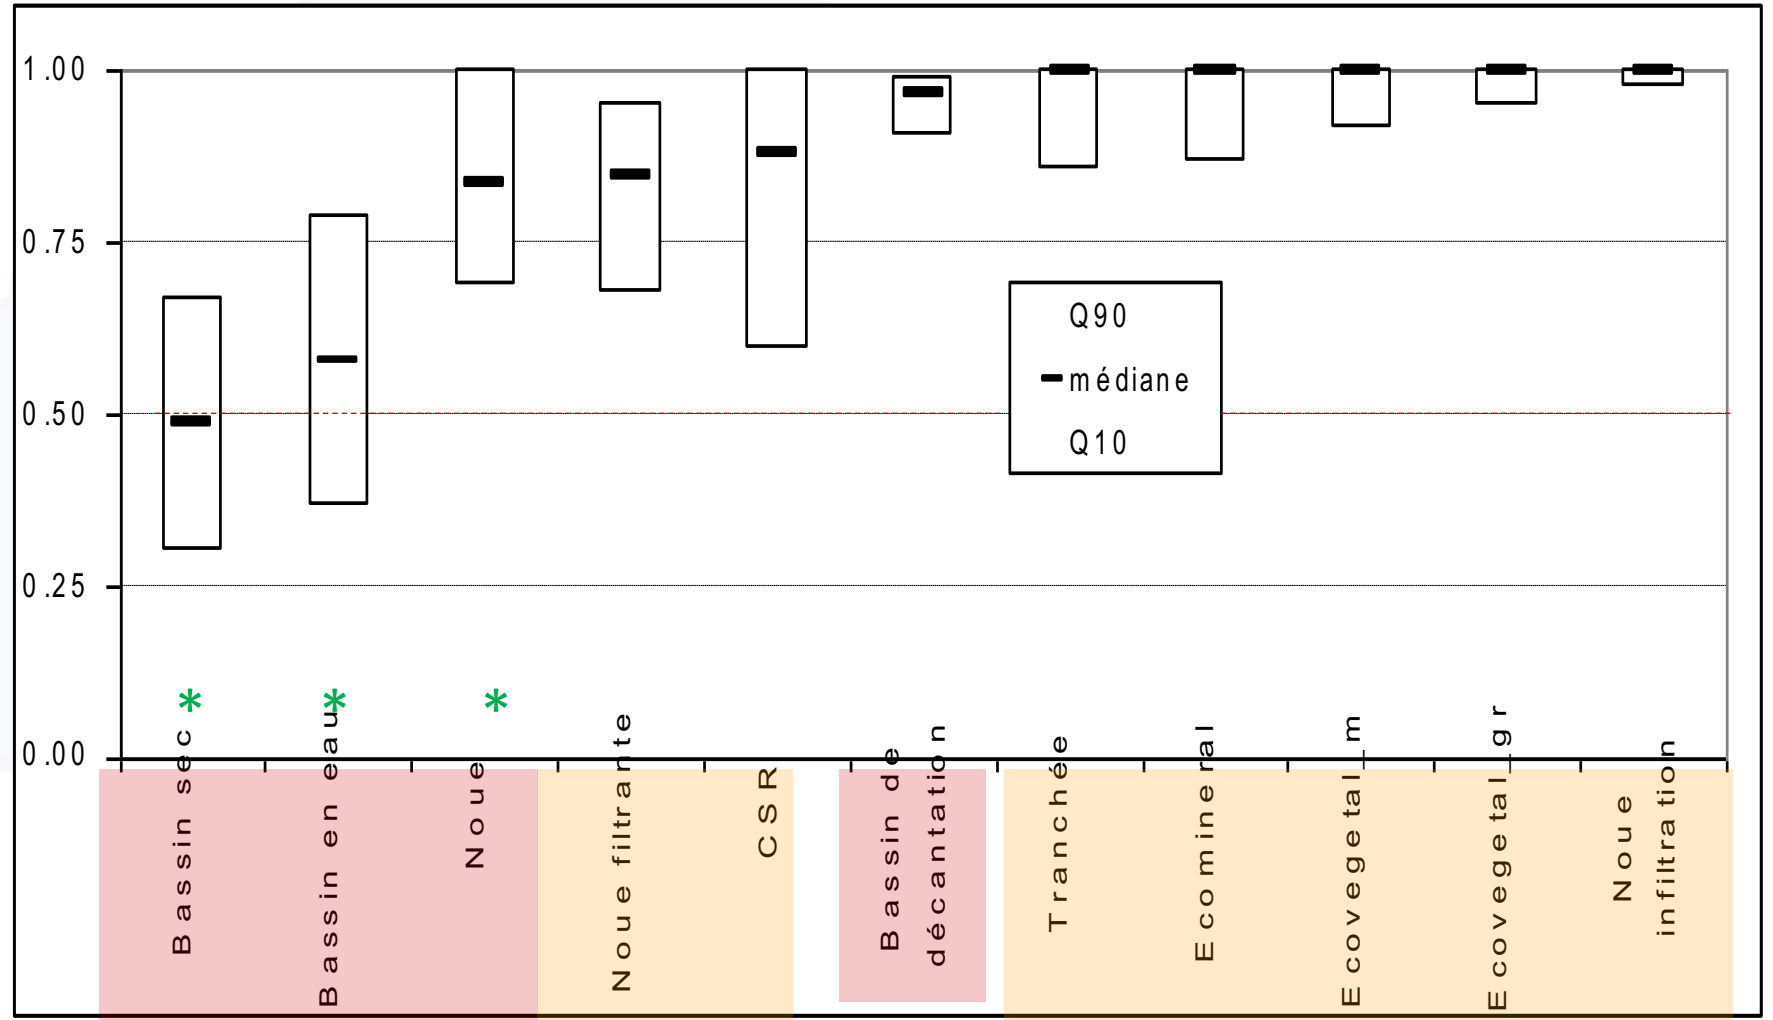 1.00
0.75
0.50
0.25
0.00
Q90
médiane
Q10
* * *
Bassin sec
Bassin en eau
Noue
Noue filtrante
CSR
Bassin de
décantation
Tranchée
Ecomineral
Ecovegetal_m
Ecovegetal_gr
Noue
infiltration